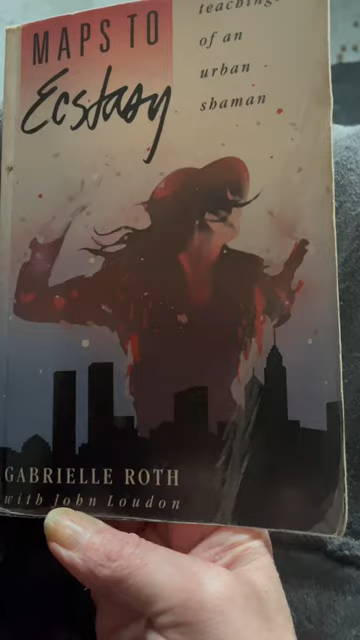 MAPS TO
Ecstasy
teachings
of an
urban
shaman
GABRIELLE ROTH
with John Loudon